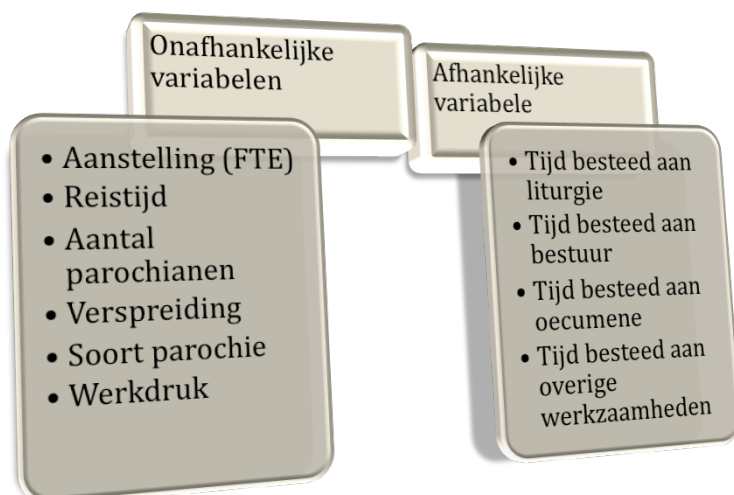 Onafhankelijke
variabelen
• Aanstelling (FTE)
• Reistijd
• Aantal
parochianen
• Verspreiding
• Soort parochie
• Werkdruk
Afhankelijke
variabele
• Tijd besteed aan
liturgie
• Tijd besteed aan
bestuur
• Tijd besteed aan
oecumene
• Tijd besteed aan
overige
werkzaamheden